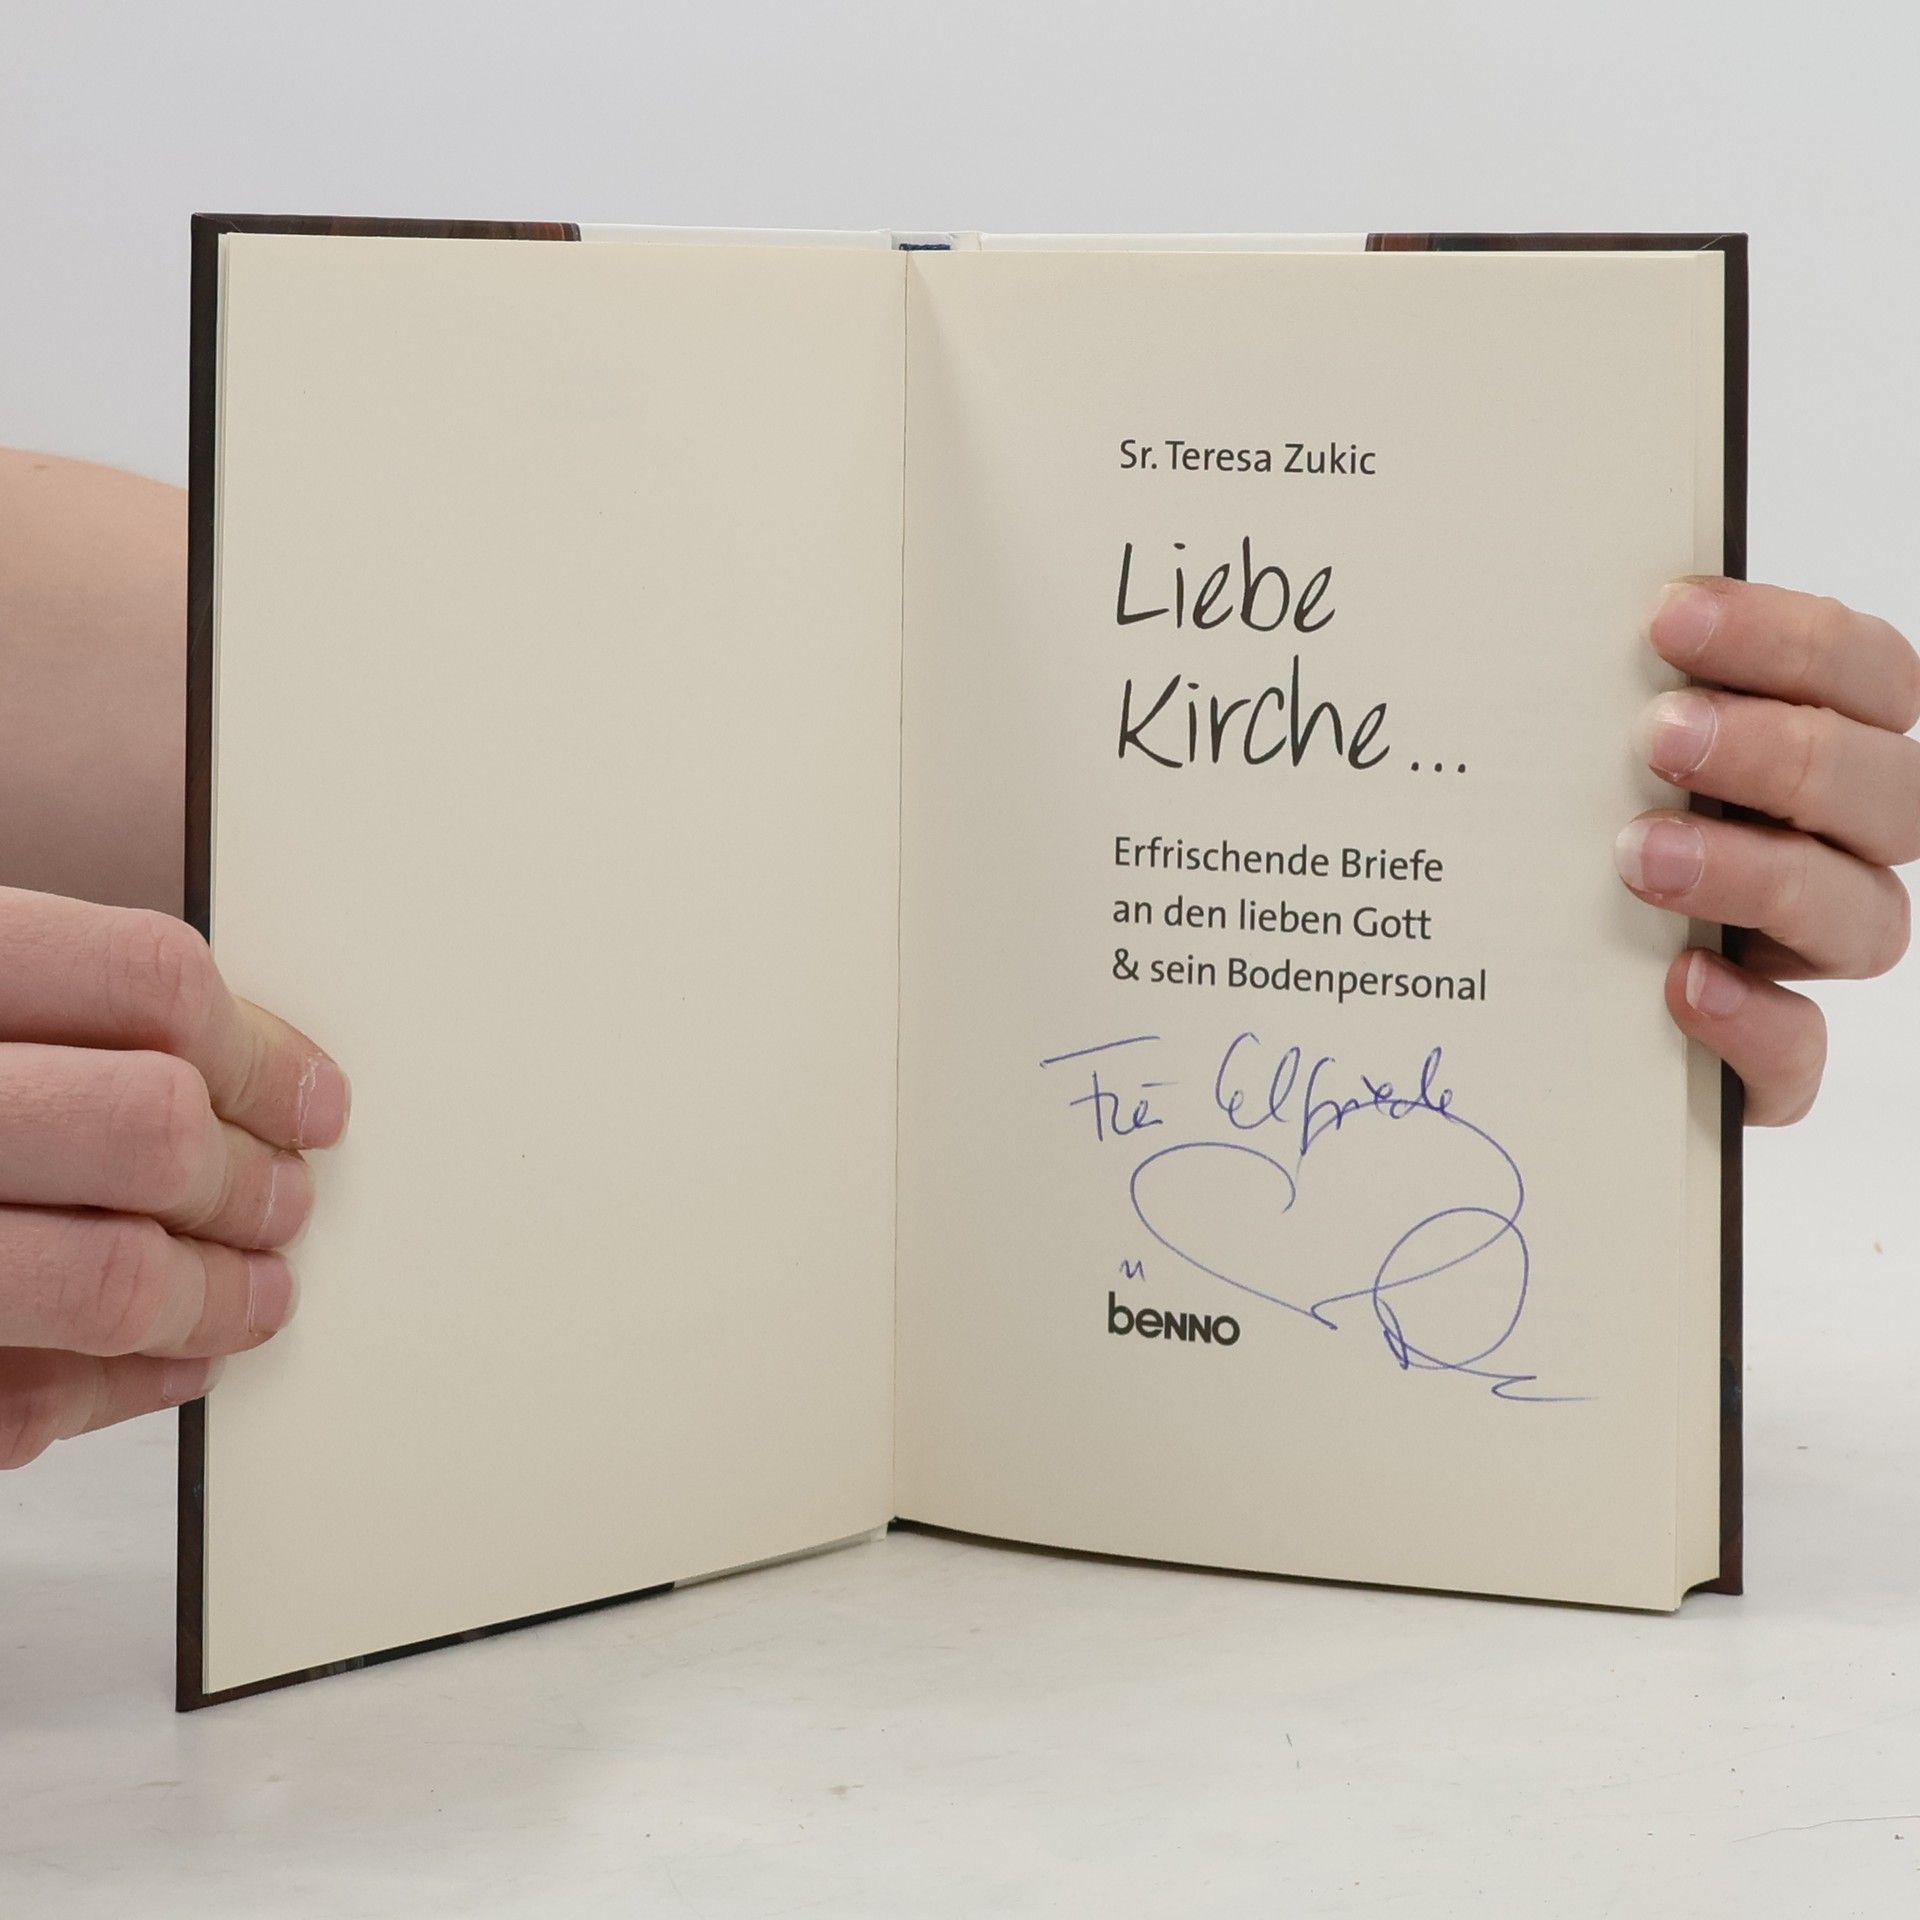 Sr. Teresa Zukic
Liebe
Kirche...
Erfrischende Briefe
an den lieben Gott
& sein Bodenpersonal
Für Elfriede
benno